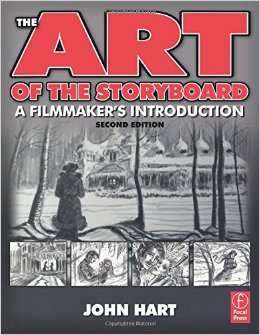 THE
ART
OF THE STORYBOARD
A FILMMAKER'S INTRODUCTION
SECOND EDITION
JOHN HART
Focal Press